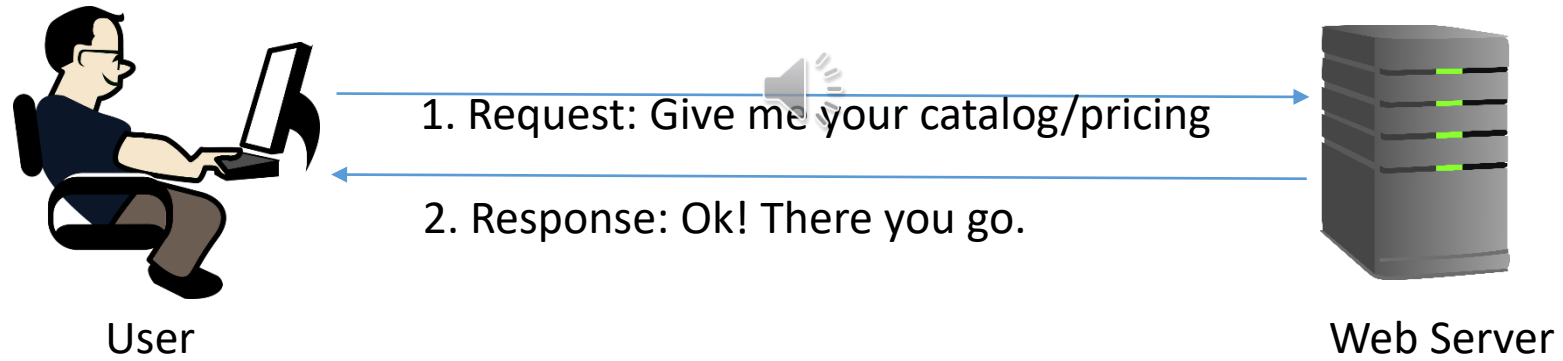 1. Request: Give me your catalog/pricing
2. Response: Ok! There you go.
User
Web Server